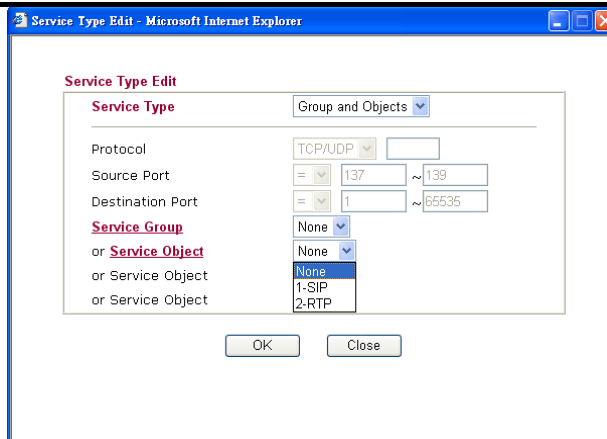 Service Type Edit - Microsoft Internet Explorer
Service Type Edit
Service Type Group and Objects
Protocol TCP/UDP
Source Port = 137 ~ 139
Destination Port = 1 ~ 65535
Service Group None
or Service Object None
or Service Object None
1-SIP
or Service Object 2-RTP
OK Close